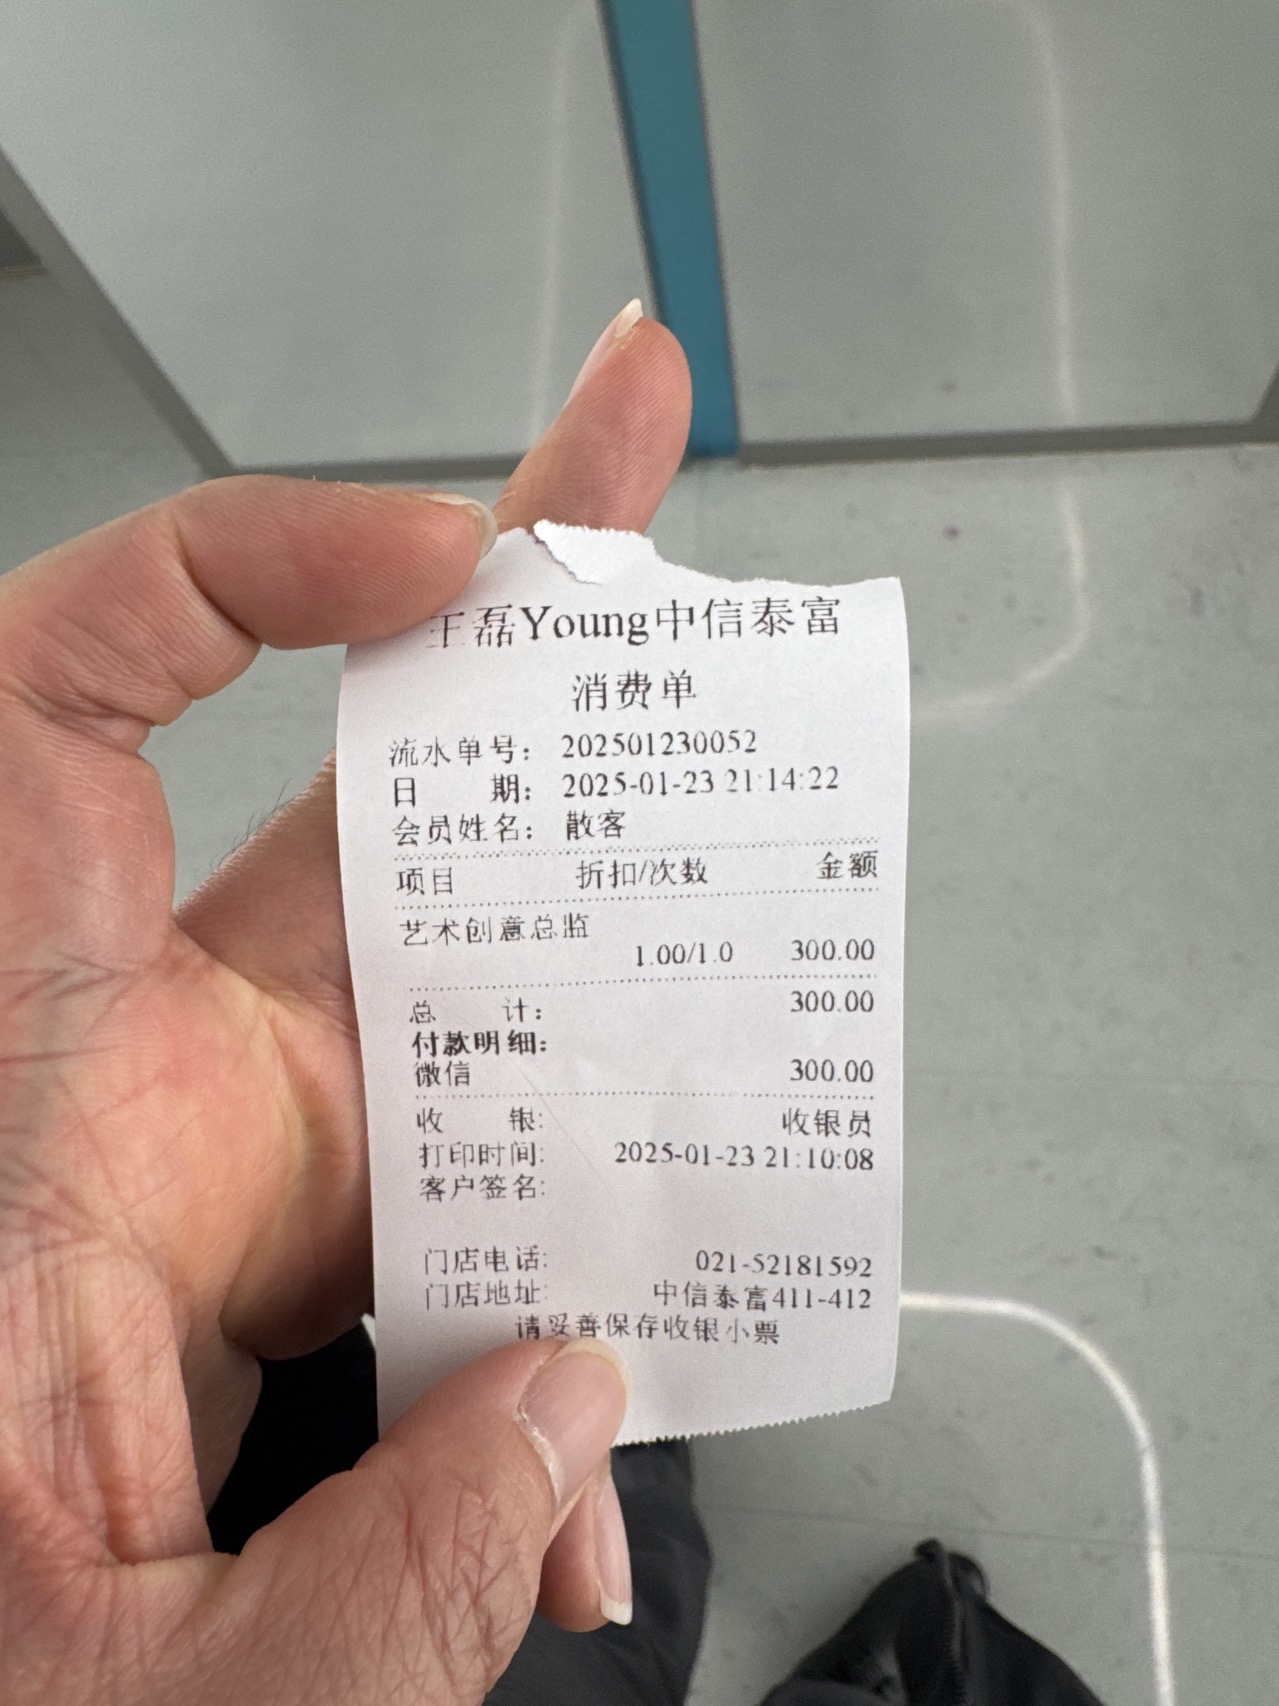 王磊Young中信泰富
消费单
流水单号： 202501230052
日 期： 2025-01-23 21:14:22
会员姓名： 散客
项目 折扣/次数 金额
艺术创意总监
1.00/1.0 300.00
总 计： 300.00
付款明细:
微信 300.00
收 银: 收银员
打印时间: 2025-01-23 21:10:08
客户签名:
门店电话: 021-52181592
门店地址: 中信泰富411-412
请妥善保存收银小票